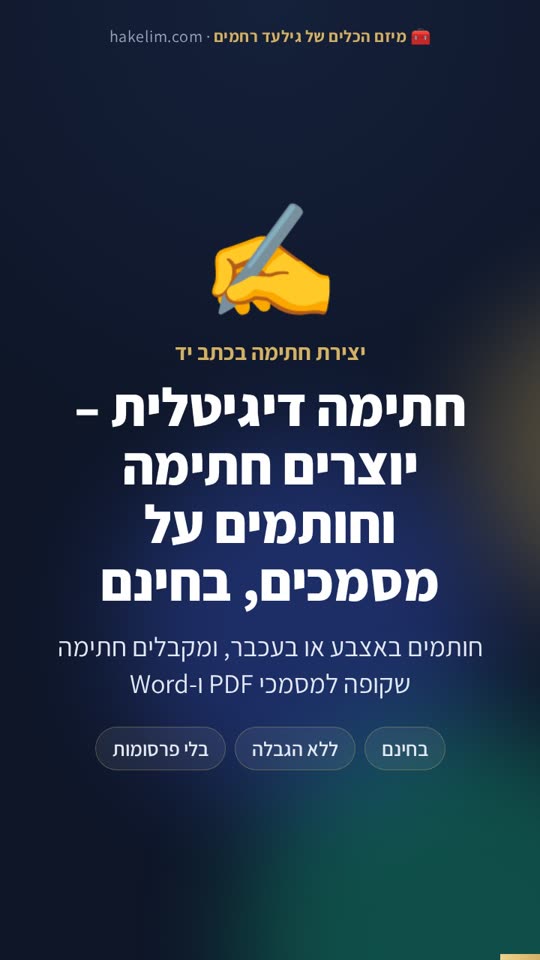 🧰 מיזם הכלים של גילעד רחמים · hakelim.com
יצירת חתימה בכתב יד
חתימה דיגיטלית –
יוצרים חתימה
וחותמים על
מסמכים, בחינם
חותמים באצבע או בעכבר, ומקבלים חתימה
שקופה למסמכי PDF ו-Word
בחינם
ללא הגבלה
בלי פרסומות